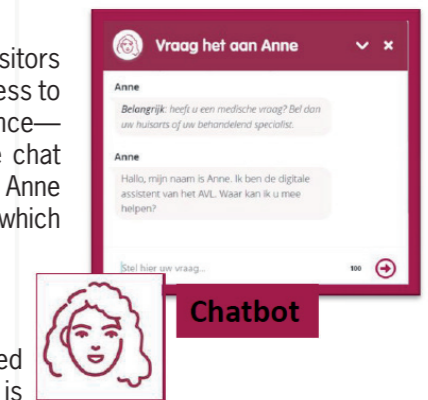 isitors
ess to
nce—
e chat
Anne
which
ed
is
Vraag het aan Anne
Anne
Belangrijk: heeft u een medische vraag? Bel dan
uw huisarts of uw behandelend specialist.
Anne
Hallo, mijn naam is Anne. Ik ben de digitale
assistent van het AVL. Waar kan ik u mee
helpen?
Stel hier uw vraag...
100
Chatbot